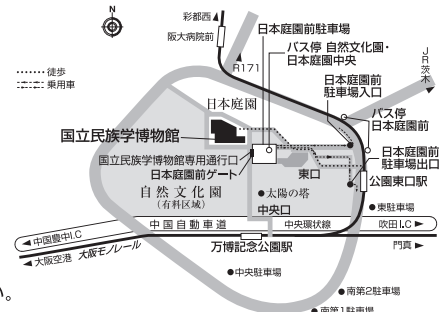 彩都西
阪大病院前
日本庭園前駐車場
バス停 自然文化園・
日本庭園中央
N
R171
JR茨木
徒歩
乗用車
日本庭園前
駐車場入口
日本庭園
バス停
日本庭園前
国立民族学博物館
日本庭園前
駐車場出口
国立民族学博物館専用通行口
日本庭園前ゲート
東口
公園東口駅
自然文化園
(有料区域)
太陽の塔
中央口
東駐車場
中国自動車道
中央環状線
吹田I.C
中国豊中I.C
大阪空港 大阪モノレール
万博記念公園駅
門真
中央駐車場
い。
南第2駐車場
南第1駐車場